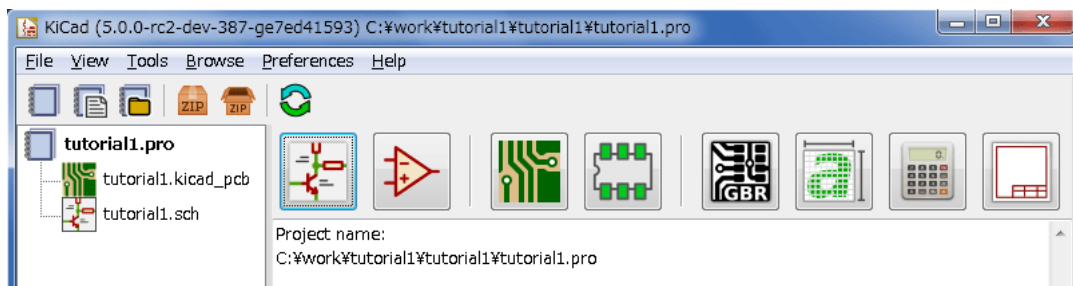 KiCad (5.0.0-rc2-dev-387-ge7ed41593) C:¥work¥tutorial1¥tutorial1¥tutorial1.pro
File View Tools Browse Preferences Help
ZIP ZIP
tutorial1.pro
tutorial1.kicad_pcb
tutorial1.sch
GBR a 0.
Project name:
C:¥work¥tutorial1¥tutorial1¥tutorial1.pro